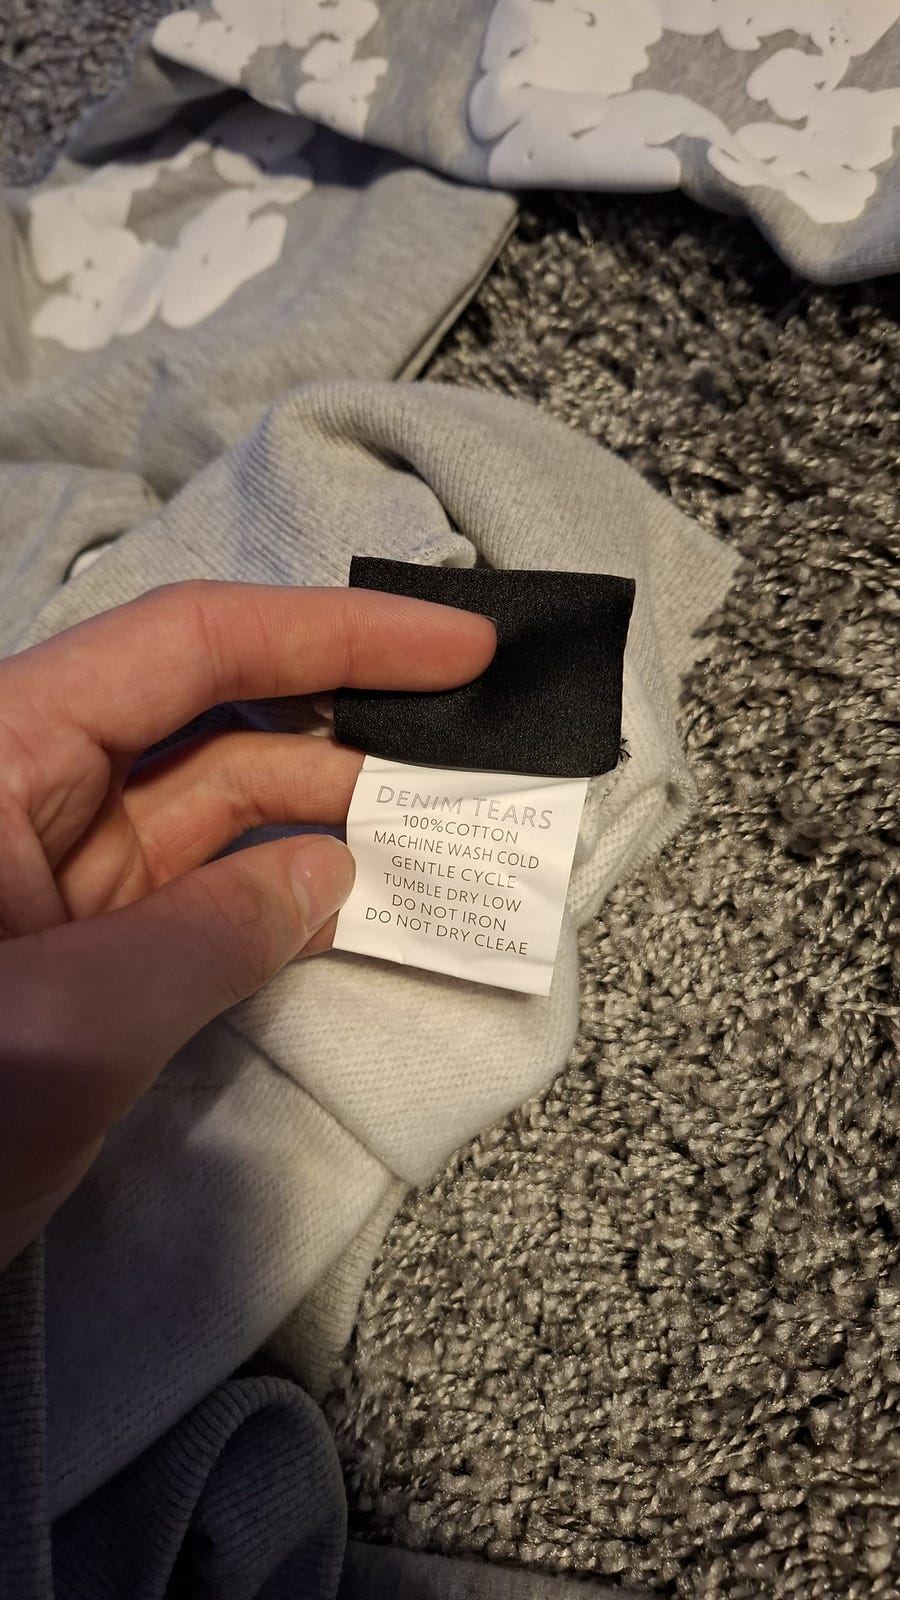 DENIM TEARS
100%COTTON
MACHINE WASH COLD
GENTLE CYCLE
TUMBLE DRY LOW
DO NOT IRON
DO NOT DRY CLEAE